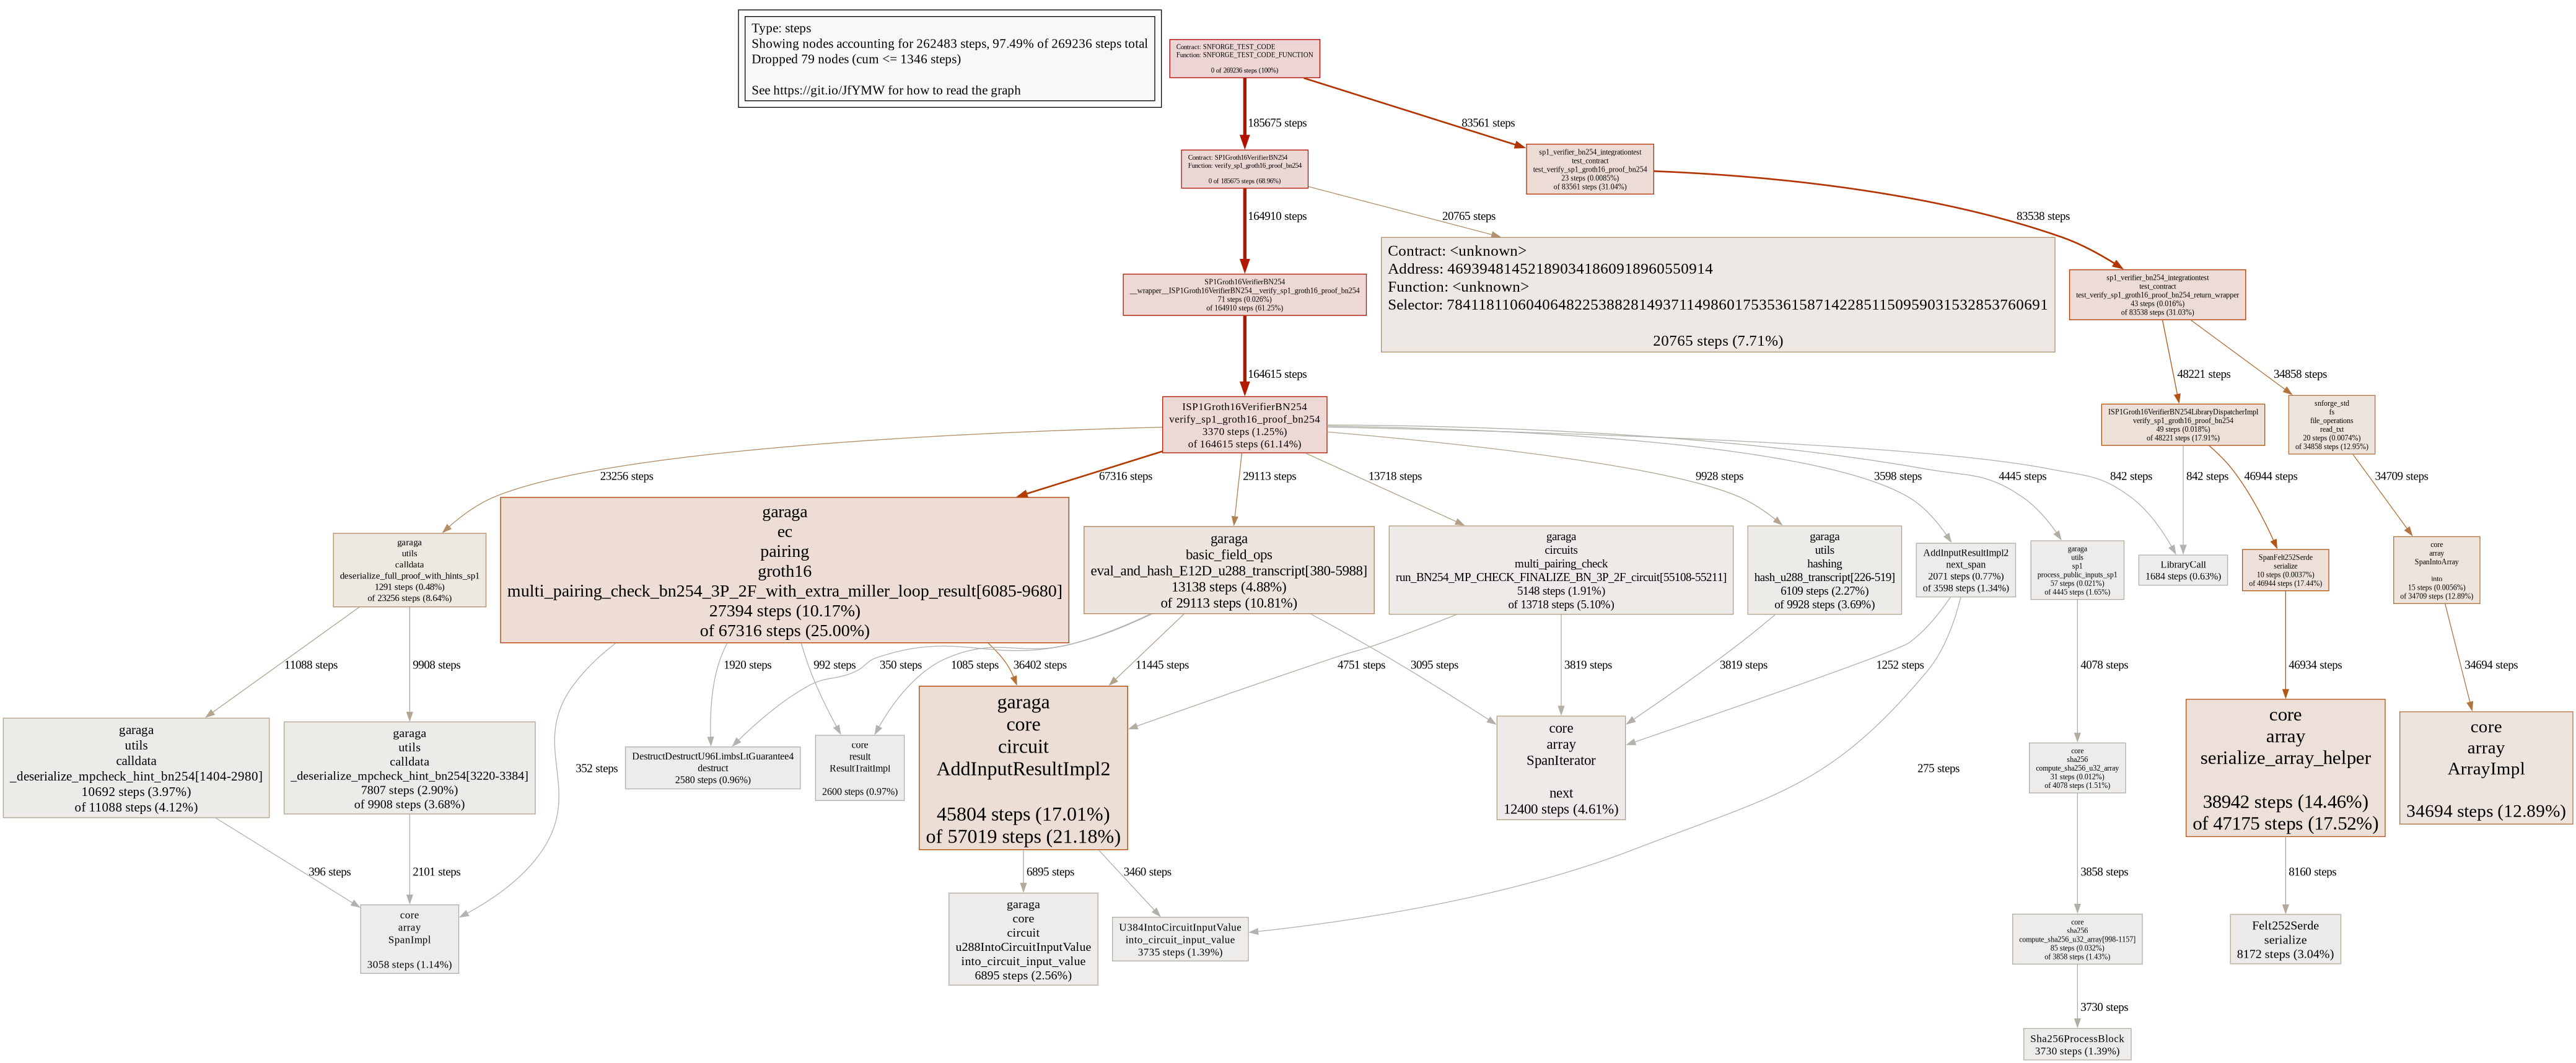 Type: steps
Showing nodes accounting for 262483 steps, 97.49% of 269236 steps total
Dropped 79 nodes (cum <= 1346 steps)
See https://git.io/JfYMW for how to read the graph
Contract: SNFORGE_TEST_CODE
Function: SNFORGE_TEST_CODE_FUNCTION
0 of 269236 steps (100%)
185675 steps
83561 steps
Contract: SP1Groth16VerifierBN254
Function: verify_sp1_groth16_proof_bn254
0 of 185675 steps (68.96%)
sp1_verifier_bn254_integrationtest
test_contract
test_verify_sp1_groth16_proof_bn254
23 steps (0.0085%)
of 83561 steps (31.04%)
164910 steps
20765 steps
83538 steps
SP1Groth16VerifierBN254
__wrapper__ISP1Groth16VerifierBN254__verify_sp1_groth16_proof_bn254
71 steps (0.026%)
of 164910 steps (61.25%)
Contract: <unknown>
Address: 469394814521890341860918960550914
Function: <unknown>
Selector: 784118110604064822538828149371149860175353615871422851150959031532853760691
20765 steps (7.71%)
sp1_verifier_bn254_integrationtest
test_contract
test_verify_sp1_groth16_proof_bn254_return_wrapper
43 steps (0.016%)
of 83538 steps (31.03%)
164615 steps
48221 steps
34858 steps
ISP1Groth16VerifierBN254
verify_sp1_groth16_proof_bn254
3370 steps (1.25%)
of 164615 steps (61.14%)
ISP1Groth16VerifierBN254LibraryDispatcherImpl
verify_sp1_groth16_proof_bn254
49 steps (0.018%)
of 48221 steps (17.91%)
snforge_std
fs
file_operations
read_txt
20 steps (0.0074%)
of 34858 steps (12.95%)
23256 steps
67316 steps
29113 steps
13718 steps
9928 steps
3598 steps
4445 steps
842 steps
842 steps
46944 steps
34709 steps
garaga
utils
calldata
deserialize_full_proof_with_hints_sp1
1291 steps (0.48%)
of 23256 steps (8.64%)
garaga
ec
pairing
groth16
multi_pairing_check_bn254_3P_2F_with_extra_miller_loop_result[6085-9680]
27394 steps (10.17%)
of 67316 steps (25.00%)
garaga
basic_field_ops
eval_and_hash_E12D_u288_transcript[380-5988]
13138 steps (4.88%)
of 29113 steps (10.81%)
garaga
circuits
multi_pairing_check
run_BN254_MP_CHECK_FINALIZE_BN_3P_2F_circuit[55108-55211]
5148 steps (1.91%)
of 13718 steps (5.10%)
garaga
utils
hashing
hash_u288_transcript[226-519]
6109 steps (2.27%)
of 9928 steps (3.69%)
AddInputResultImpl2
next_span
2071 steps (0.77%)
of 3598 steps (1.34%)
garaga
utils
sp1
process_public_inputs_sp1
57 steps (0.021%)
of 4445 steps (1.65%)
LibraryCall
1684 steps (0.63%)
SpanFelt252Serde
serialize
10 steps (0.0037%)
of 46944 steps (17.44%)
core
array
SpanIntoArray
into
15 steps (0.0056%)
of 34709 steps (12.89%)
11088 steps
9908 steps
352 steps
1920 steps
992 steps
350 steps
1085 steps
36402 steps
11445 steps
3095 steps
4751 steps
3819 steps
3819 steps
1252 steps
275 steps
4078 steps
46934 steps
34694 steps
garaga
utils
calldata
_deserialize_mpcheck_hint_bn254[1404-2980]
10692 steps (3.97%)
of 11088 steps (4.12%)
garaga
utils
calldata
_deserialize_mpcheck_hint_bn254[3220-3384]
7807 steps (2.90%)
of 9908 steps (3.68%)
DestructDestructU96LimbsLtGuarantee4
destruct
2580 steps (0.96%)
core
result
ResultTraitImpl
2600 steps (0.97%)
garaga
core
circuit
AddInputResultImpl2
45804 steps (17.01%)
of 57019 steps (21.18%)
core
array
SpanIterator
next
12400 steps (4.61%)
core
sha256
compute_sha256_u32_array
31 steps (0.012%)
of 4078 steps (1.51%)
core
array
serialize_array_helper
38942 steps (14.46%)
of 47175 steps (17.52%)
core
array
ArrayImpl
34694 steps (12.89%)
396 steps
2101 steps
6895 steps
3460 steps
3858 steps
8160 steps
core
array
SpanImpl
3058 steps (1.14%)
garaga
core
circuit
u288IntoCircuitInputValue
into_circuit_input_value
6895 steps (2.56%)
U384IntoCircuitInputValue
into_circuit_input_value
3735 steps (1.39%)
core
sha256
compute_sha256_u32_array[998-1157]
85 steps (0.032%)
of 3858 steps (1.43%)
Felt252Serde
serialize
8172 steps (3.04%)
3730 steps
Sha256ProcessBlock
3730 steps (1.39%)